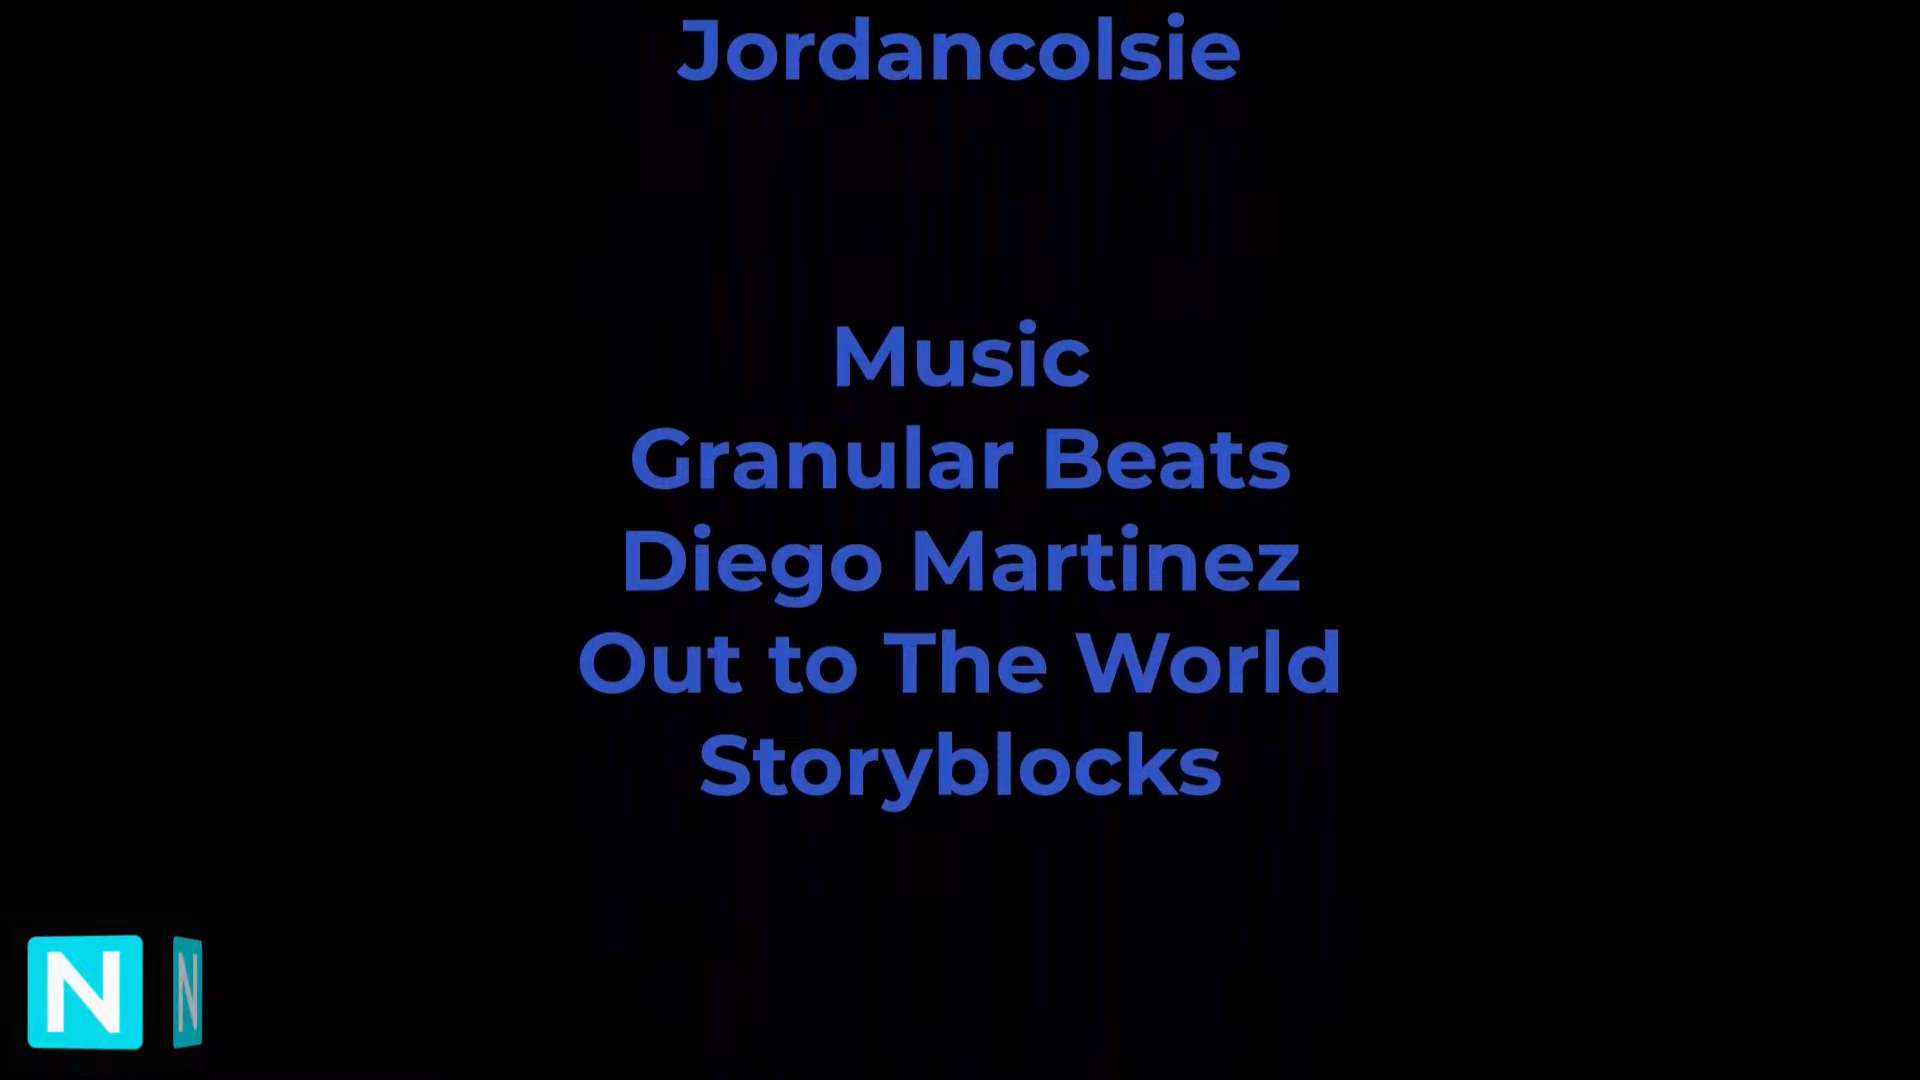 Jordancolsie
Music
Granular Beats
Diego Martinez
Out to The World
Storyblocks
N N